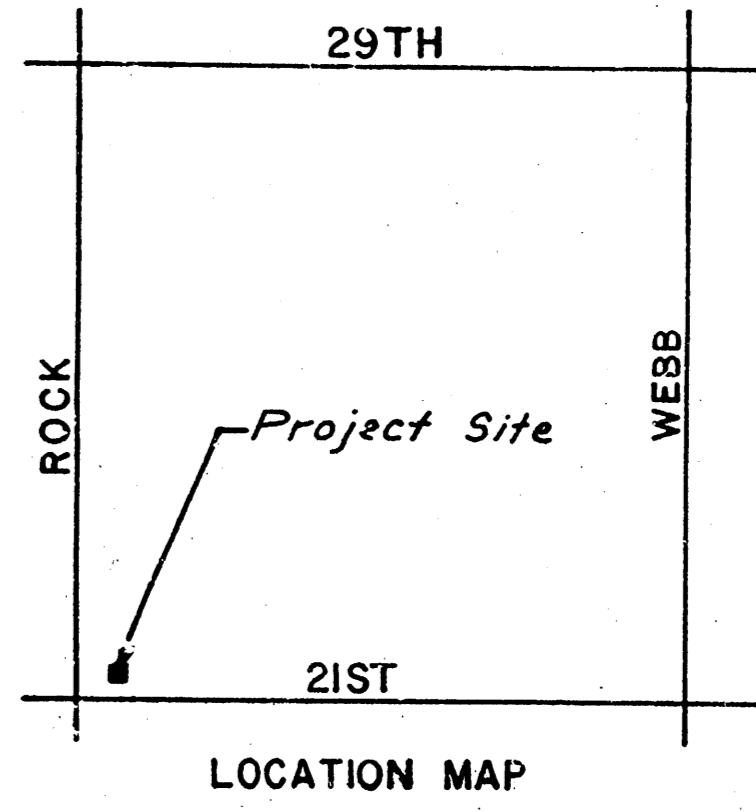 29TH
ROCK
WEBB
Project Site
21ST
LOCATION MAP